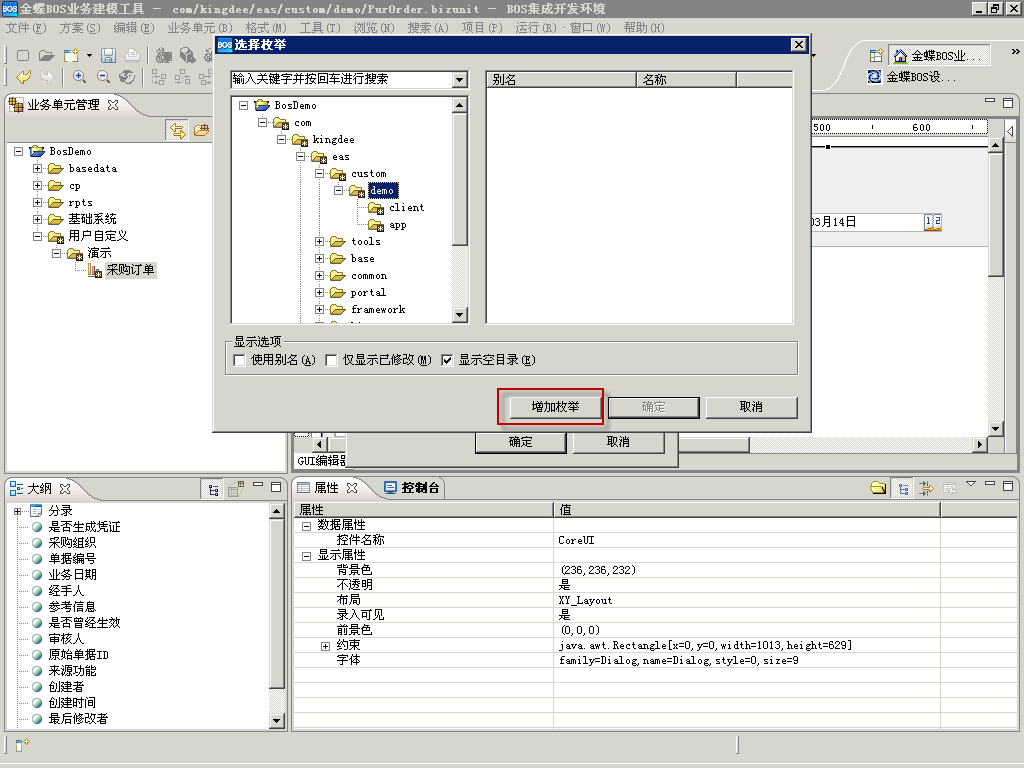 金蝶BOS业务建模工具 － com/kingdee/eas/custom/demo/PurOrder.bizunit － BOS集成开发环境
文件(F) 方案(S) 编辑(E) 业务单元(B) 格式(M) 工具(T) 浏览(N) 搜索(A) 项目(P) 运行(R) 窗口(W) 帮助(H)
金蝶BOS业...
金蝶BOS设...
业务单元管理
BosDemo
basedata
cp
rpts
基础系统
用户自定义
演示
采购订单
BOS 选择枚举
输入关键字并按回车进行搜索
BosDemo
com
kingdee
eas
custom
demo
client
app
tools
base
common
portal
framework
别名 名称
显示选项
使用别名(A) 仅显示已修改(M) 显示空目录(E)
增加枚举 确定 取消
500 600
03月14日
确定 取消
GUI编辑器
大纲
分录
是否生成凭证
采购组织
单据编号
业务日期
经手人
参考信息
是否曾经生效
审核人
原始单据ID
来源功能
创建者
创建时间
最后修改者
属性 控制台
属性 值
数据属性
控件名称 CoreUI
显示属性
背景色 (236,236,232)
不透明 是
布局 XY_Layout
录入可见 是
前景色 (0,0,0)
约束 java.awt.Rectangle[x=0,y=0,width=1013,height=629]
字体 family=Dialog,name=Dialog,style=0,size=9